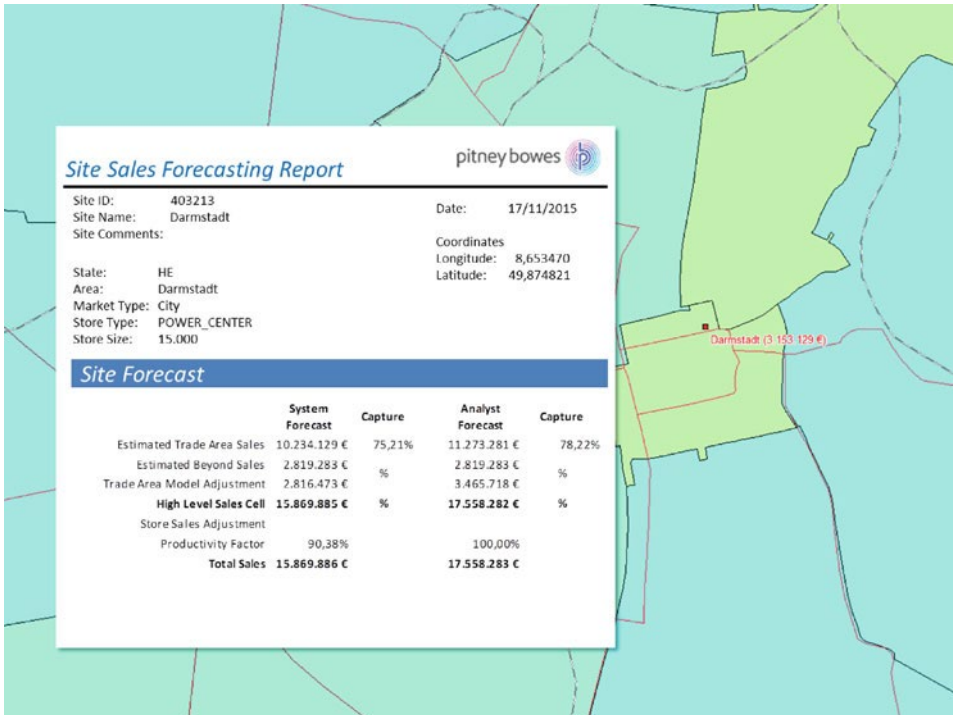 pitney bowes
Site Sales Forecasting Report
Site ID: 403213
Site Name: Darmstadt
Site Comments:
Date: 17/11/2015
Coordinates
Longitude: 8,653470
Latitude: 49,874821
State: HE
Area: Darmstadt
Market Type: City
Store Type: POWER_CENTER
Store Size: 15.000
Site Forecast
System Forecast Capture Analyst Forecast Capture
Estimated Trade Area Sales 10.234.129 € 75,21% 11.273.281 € 78,22%
Estimated Beyond Sales 2.819.283 € % 2.819.283 € %
Trade Area Model Adjustment 2.816.473 € 3.465.718 €
High Level Sales Cell 15.869.885 € % 17.558.282 € %
Store Sales Adjustment
Productivity Factor 90,38% 100,00%
Total Sales 15.869.886 € 17.558.283 €
Darmstadt (3 153 129 €)